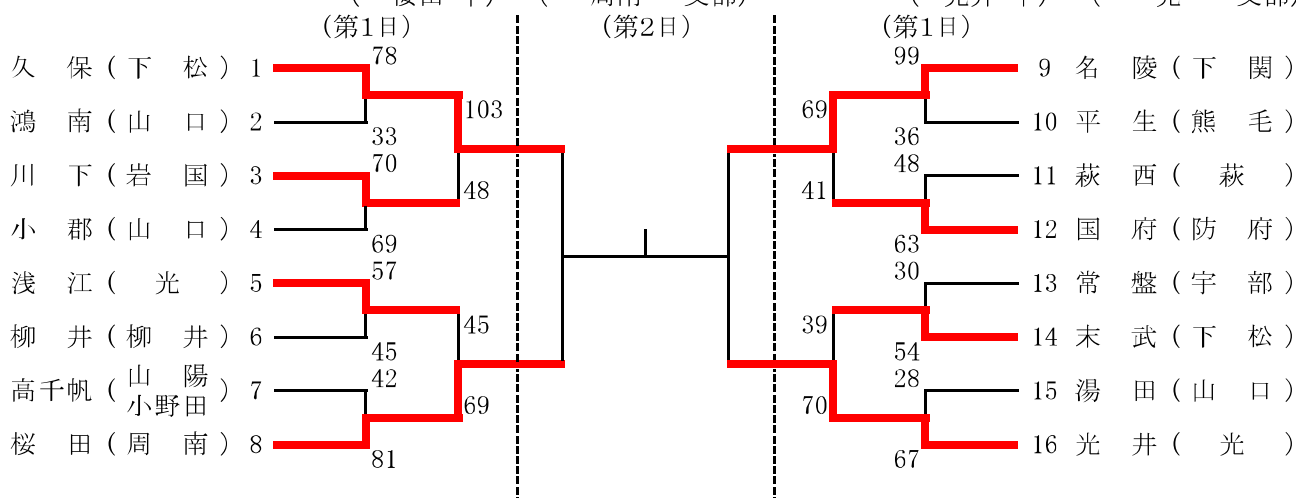 (第1日) (第2日) (第1日)
78 99
久保(下松) 1 9 名陵(下関)
103 69
鴻南(山口) 2 10 平生(熊毛)
33 36
70 48
川下(岩国) 3 11 萩西(萩)
48 41
小郡(山口) 4 12 国府(防府)
69 63
57 30
浅江(光) 5 13 常盤(宇部)
45 39
柳井(柳井) 6 14 末武(下松)
45 54
42 28
高千帆(山陽小野田) 7 15 湯田(山口)
69 70
桜田(周南) 8 16 光井(光)
81 67